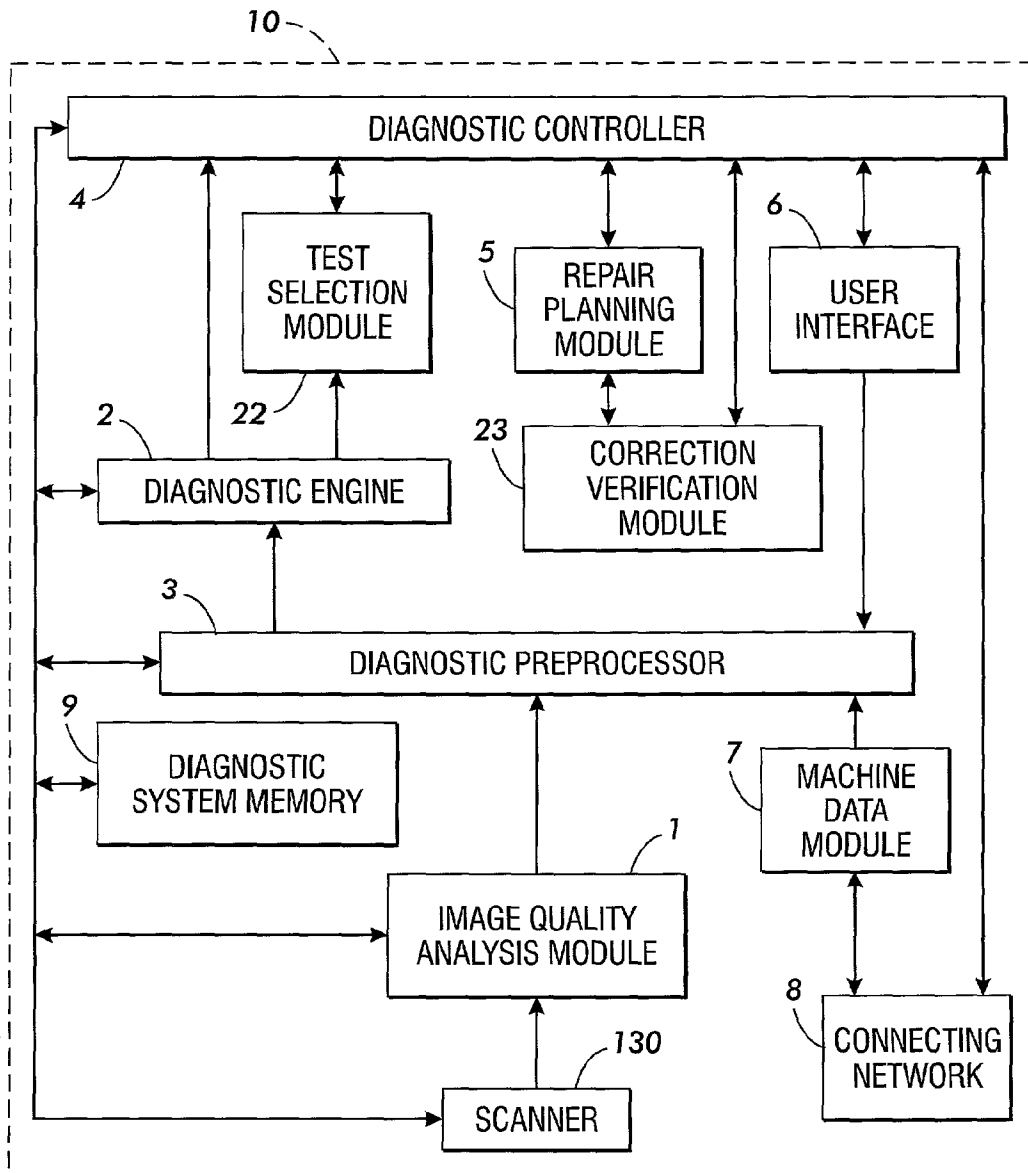 10
DIAGNOSTIC CONTROLLER
4
TEST
SELECTION
MODULE
22
5
REPAIR
PLANNING
MODULE
6
USER
INTERFACE
2
DIAGNOSTIC ENGINE
23
CORRECTION
VERIFICATION
MODULE
3
DIAGNOSTIC PREPROCESSOR
9
DIAGNOSTIC
SYSTEM MEMORY
7
MACHINE
DATA
MODULE
1
IMAGE QUALITY
ANALYSIS MODULE
8
CONNECTING
NETWORK
130
SCANNER